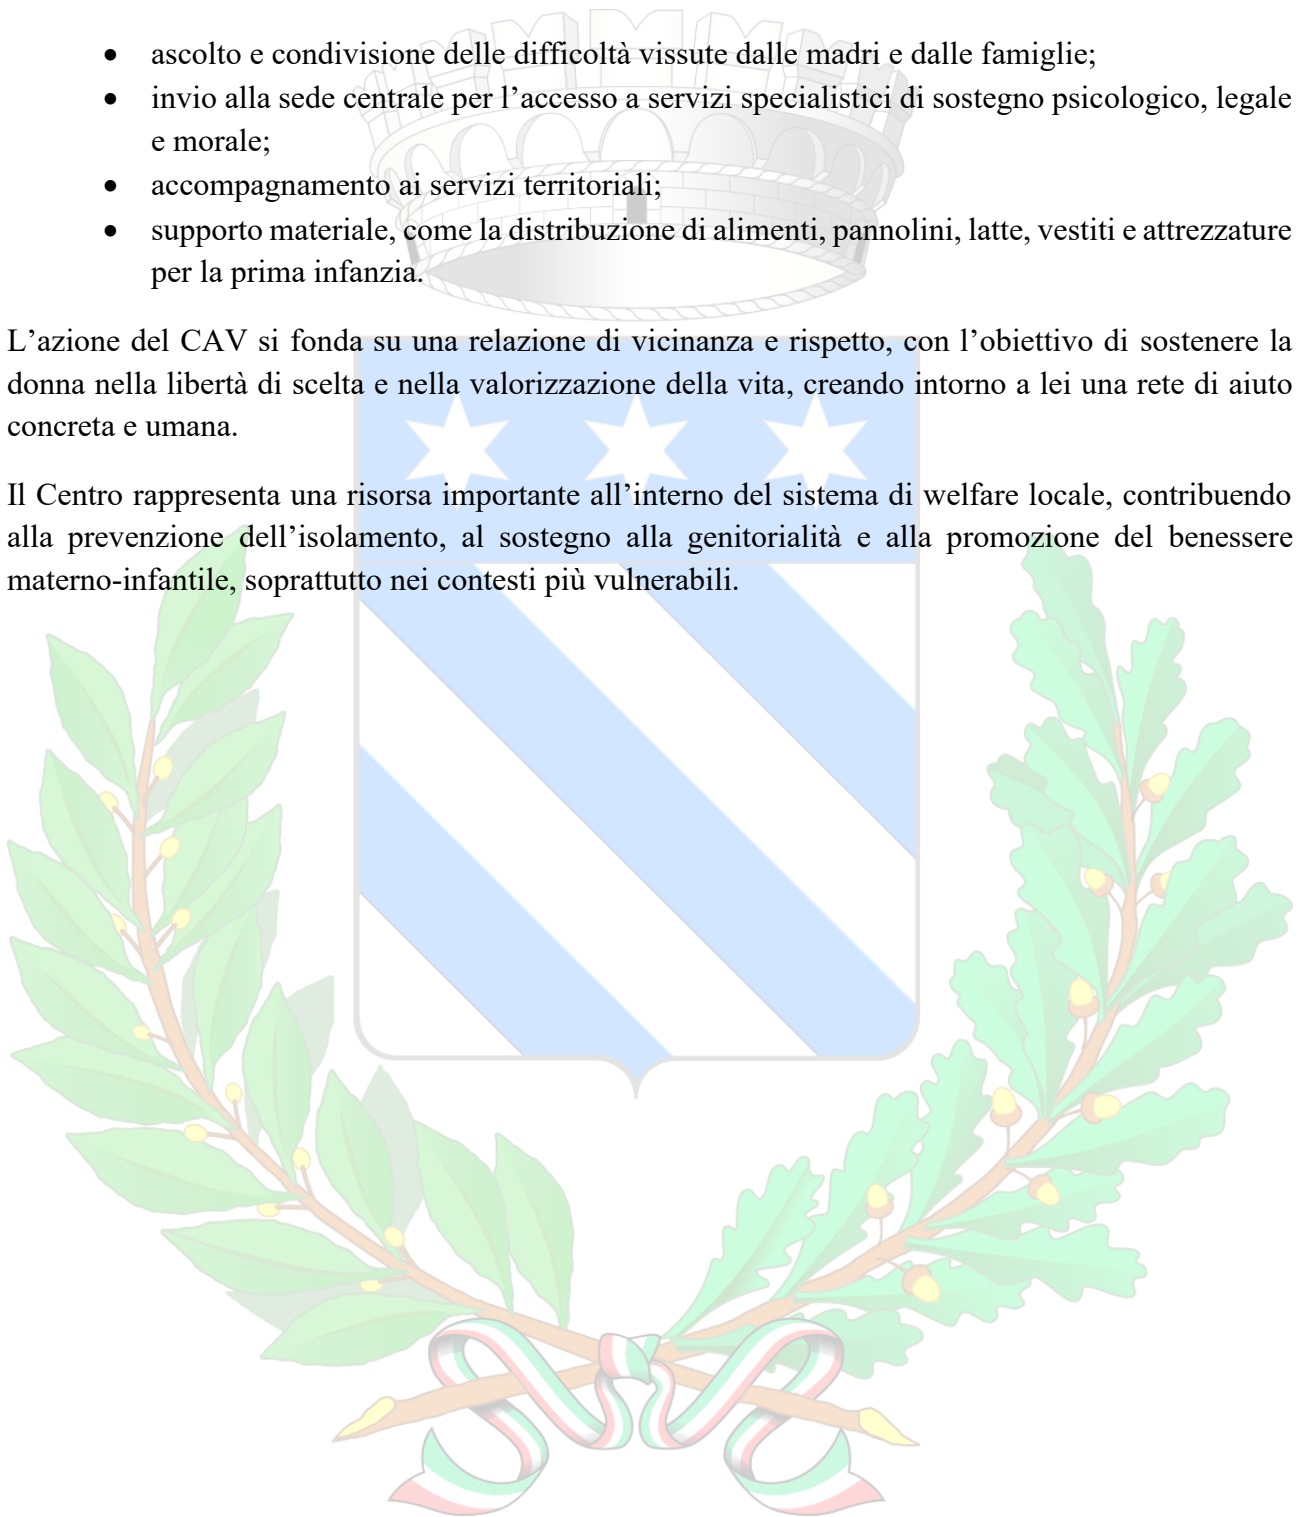 • ascolto e condivisione delle difficoltà vissute dalle madri e dalle famiglie;
• invio alla sede centrale per l’accesso a servizi specialistici di sostegno psicologico, legale
e morale;
• accompagnamento ai servizi territoriali;
• supporto materiale, come la distribuzione di alimenti, pannolini, latte, vestiti e attrezzature
per la prima infanzia.
L’azione del CAV si fonda su una relazione di vicinanza e rispetto, con l’obiettivo di sostenere la
donna nella libertà di scelta e nella valorizzazione della vita, creando intorno a lei una rete di aiuto
concreta e umana.
Il Centro rappresenta una risorsa importante all’interno del sistema di welfare locale, contribuendo
alla prevenzione dell’isolamento, al sostegno alla genitorialità e alla promozione del benessere
materno-infantile, soprattutto nei contesti più vulnerabili.